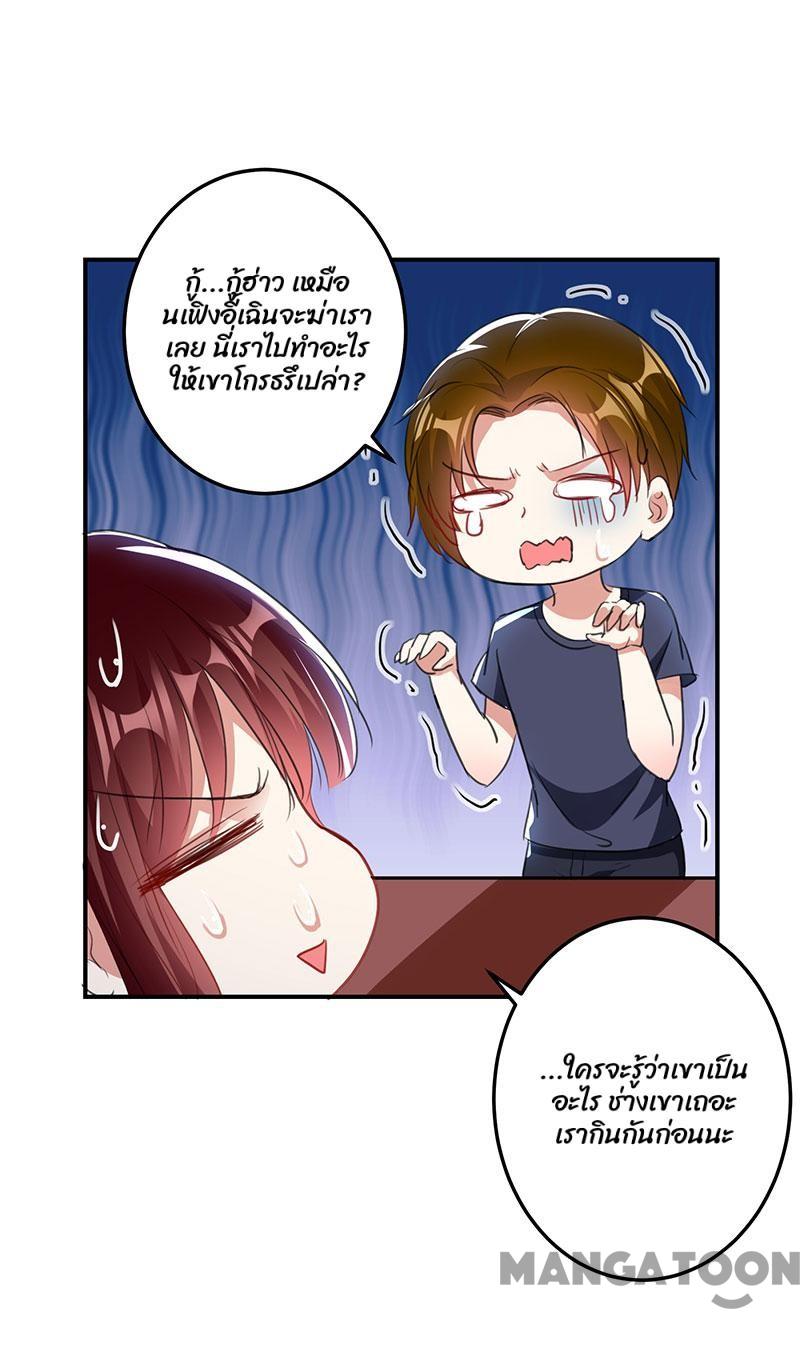 กู้...กู้ฮ่าว เหมือ
นเฟิงอี้เฉินจะฆ่าเรา
เลย นี่เราไปทำอะไร
ให้เขาโกรธรึเปล่า?
...ใครจะรู้ว่าเขาเป็น
อะไร ช่างเขาเถอะ
เรากินกันก่อนนะ
MANGATOON